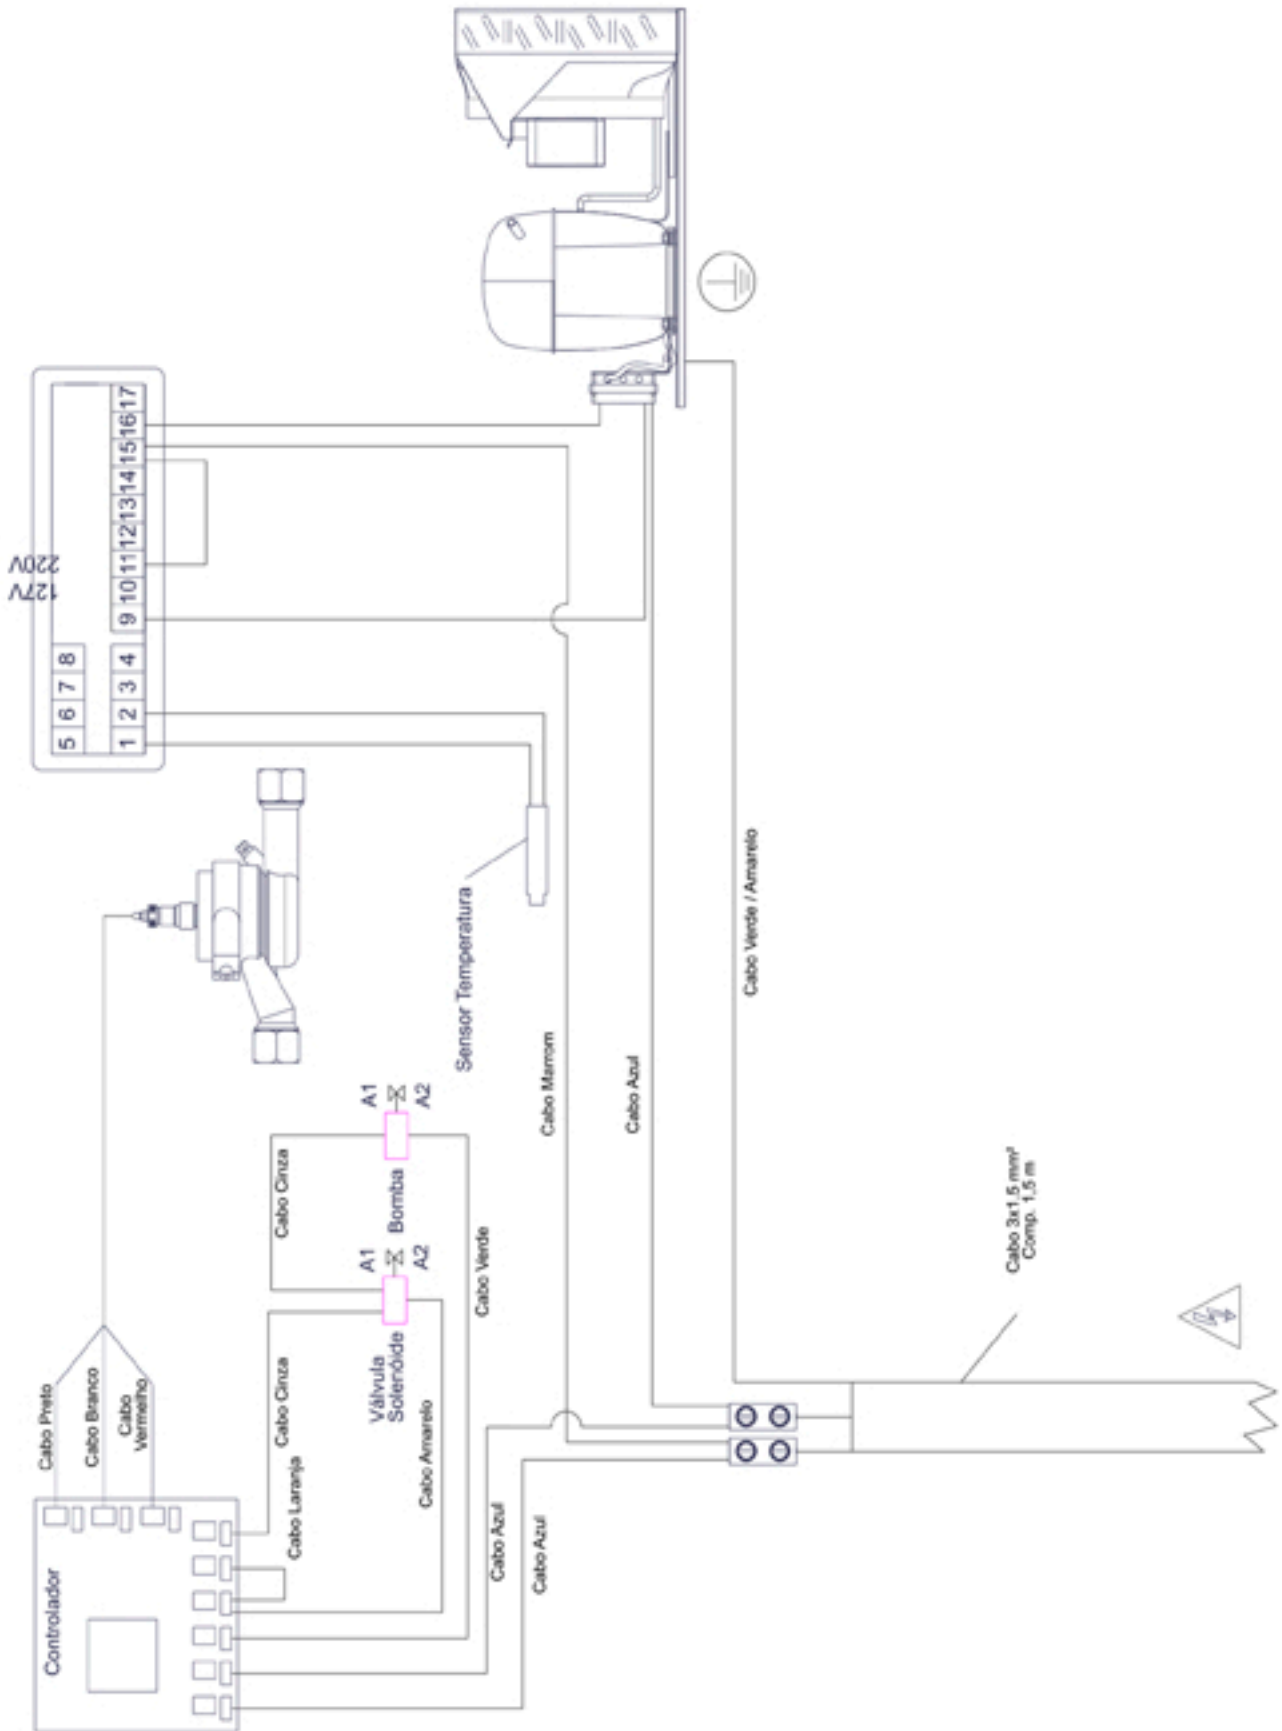 127V
220V
5 6 7 8
1 2 3 4
9 10 11 12 13 14 15 16 17
Controlador
Cabo Preto
Cabo Branco
Cabo
Vermelho
Cabo Cinza
Cabo Laranja
Cabo Cinza
A1
A2
Válvula
Solenóide
A1
A2
Bomba
Cabo Amarelo
Cabo Verde
Sensor Temperatura
Cabo Azul
Cabo Azul
Cabo Marrom
Cabo Azul
Cabo Verde / Amarelo
Cabo 3x1,5 mm²
Comp. 1,5 m